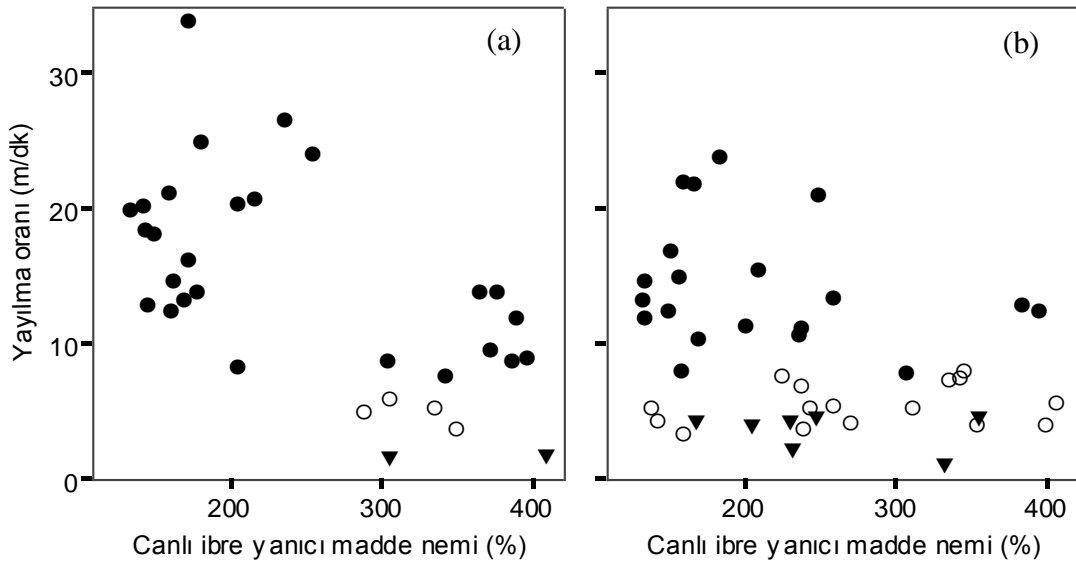 (a)
(b)
Yayılma oranı (m/dk)
30
20
10
0
200
300
400
200
300
400
Canlı ibre yanıcı madde nemi (%)
Canlı ibre yanıcı madde nemi (%)